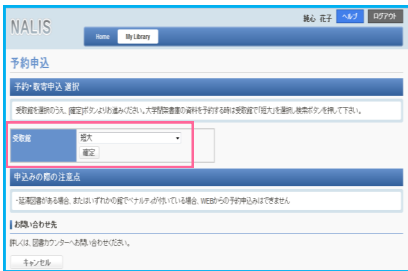 NALIS
純心 花子
ヘルプ
ログアウト
Home
My Library
予約申込
予約・取寄申込 選択
受取館を選択のうえ、[確定]ボタンよりお進みください。大学閉架書庫の資料を予約する時は受取館で「短大」を選択し検索ボタンを押して下さい。
受取館
短大
確定
申込みの際の注意点
・延滞図書がある場合、またはいずれかの館でペナルティが付いている場合、WEBからの予約申込みはできません
お問い合わせ先
詳しくは、図書カウンターへお問い合わせください。
キャンセル